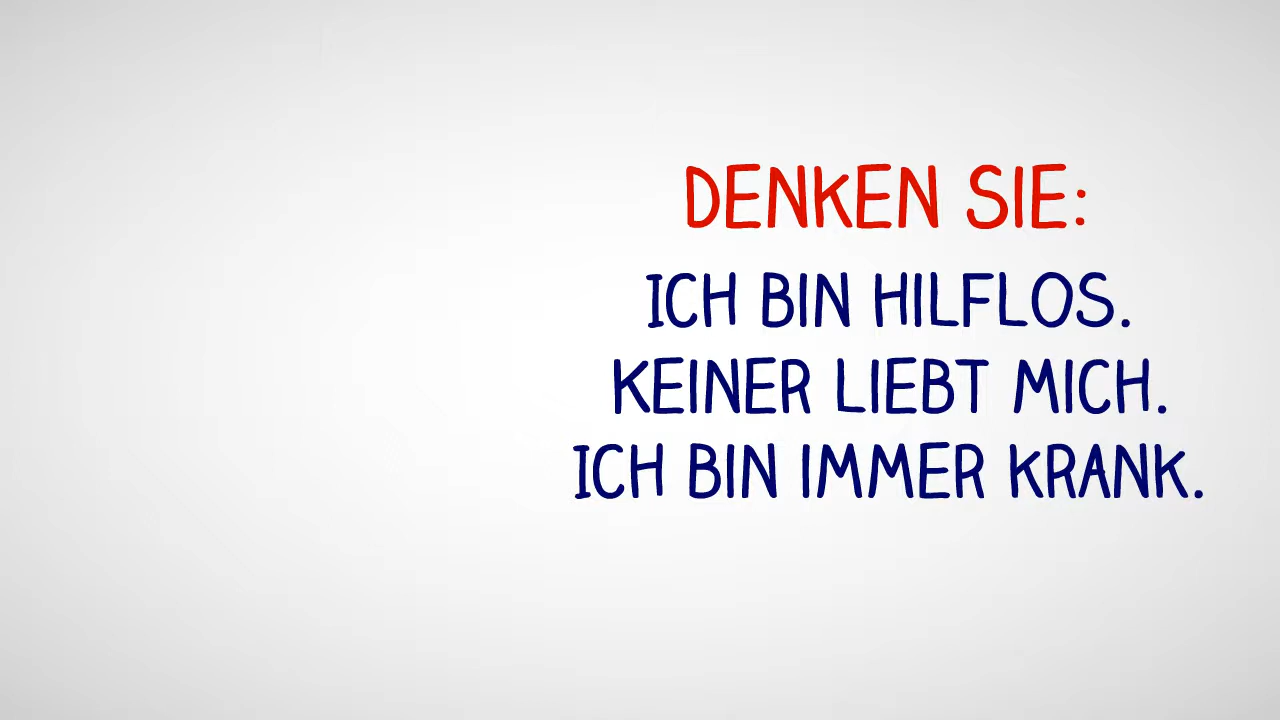 DENKEN SIE:
ICH BIN HILFLOS.
KEINER LIEBT MICH.
ICH BIN IMMER KRANK.